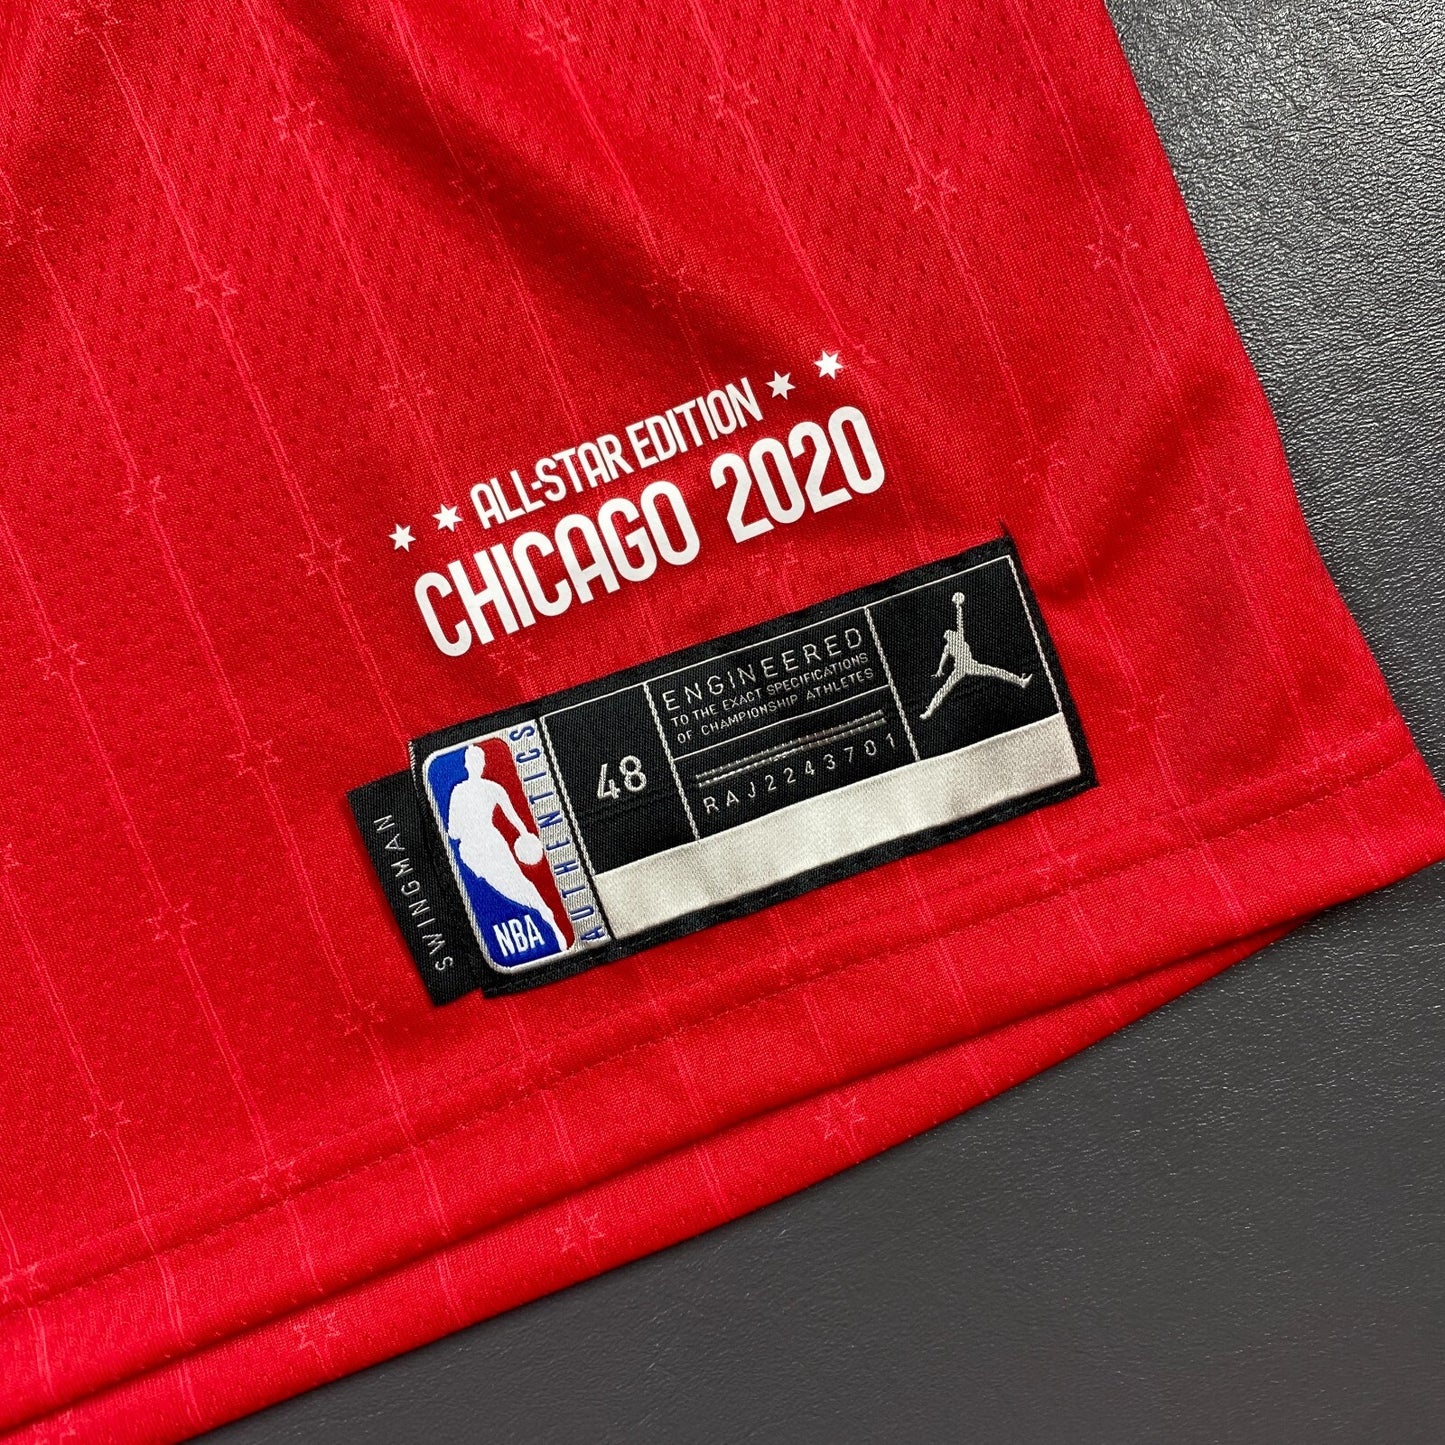 ALL-STAR EDITION
CHICAGO 2020
SWINGMAN
NBA
AUTHENTICS
48
ENGINEERED
TO THE EXACT SPECIFICATIONS
OF CHAMPIONSHIP ATHLETES
RAJ2243701